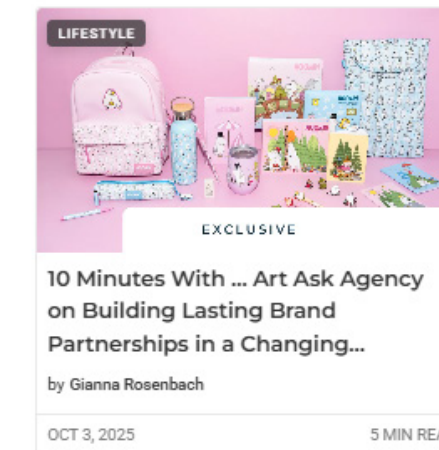 LIFESTYLE
EXCLUSIVE
10 Minutes With ... Art Ask Agency
on Building Lasting Brand
Partnerships in a Changing...
by Gianna Rosenbach
OCT 3, 2025
5 MIN REA